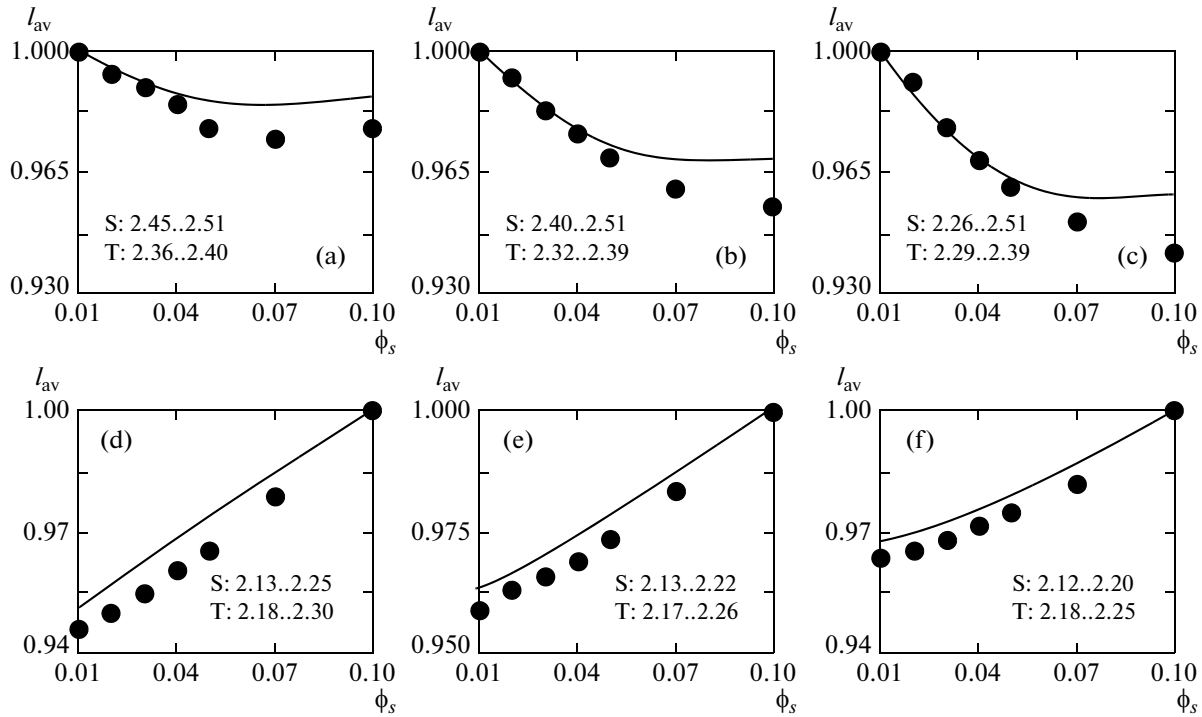 l_av l_av l_av
1.000 1.000 1.000
0.965 0.965 0.965
S: 2.45..2.51 S: 2.40..2.51 S: 2.26..2.51
T: 2.36..2.40 (a) T: 2.32..2.39 (b) T: 2.29..2.39 (c)
0.930 0.930 0.930
0.01 0.04 0.07 0.10 0.01 0.04 0.07 0.10 0.01 0.04 0.07 0.10
ϕ_s ϕ_s ϕ_s
l_av l_av l_av
1.00 1.000 1.00
(d) (e) (f)
0.97 0.975 0.97
S: 2.13..2.25 S: 2.13..2.22 S: 2.12..2.20
T: 2.18..2.30 T: 2.17..2.26 T: 2.18..2.25
0.94 0.950 0.94
0.01 0.04 0.07 0.10 0.01 0.04 0.07 0.10 0.01 0.04 0.07 0.10
ϕ_s ϕ_s ϕ_s